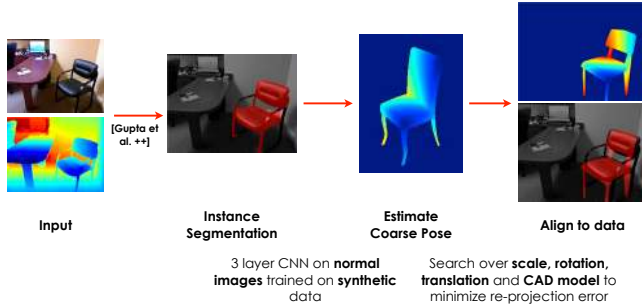 [Gupta et
al. ++]
Input
Instance
Segmentation
Estimate
Coarse Pose
Align to data
3 layer CNN on normal
images trained on synthetic
data
Search over scale, rotation,
translation and CAD model to
minimize re-projection error